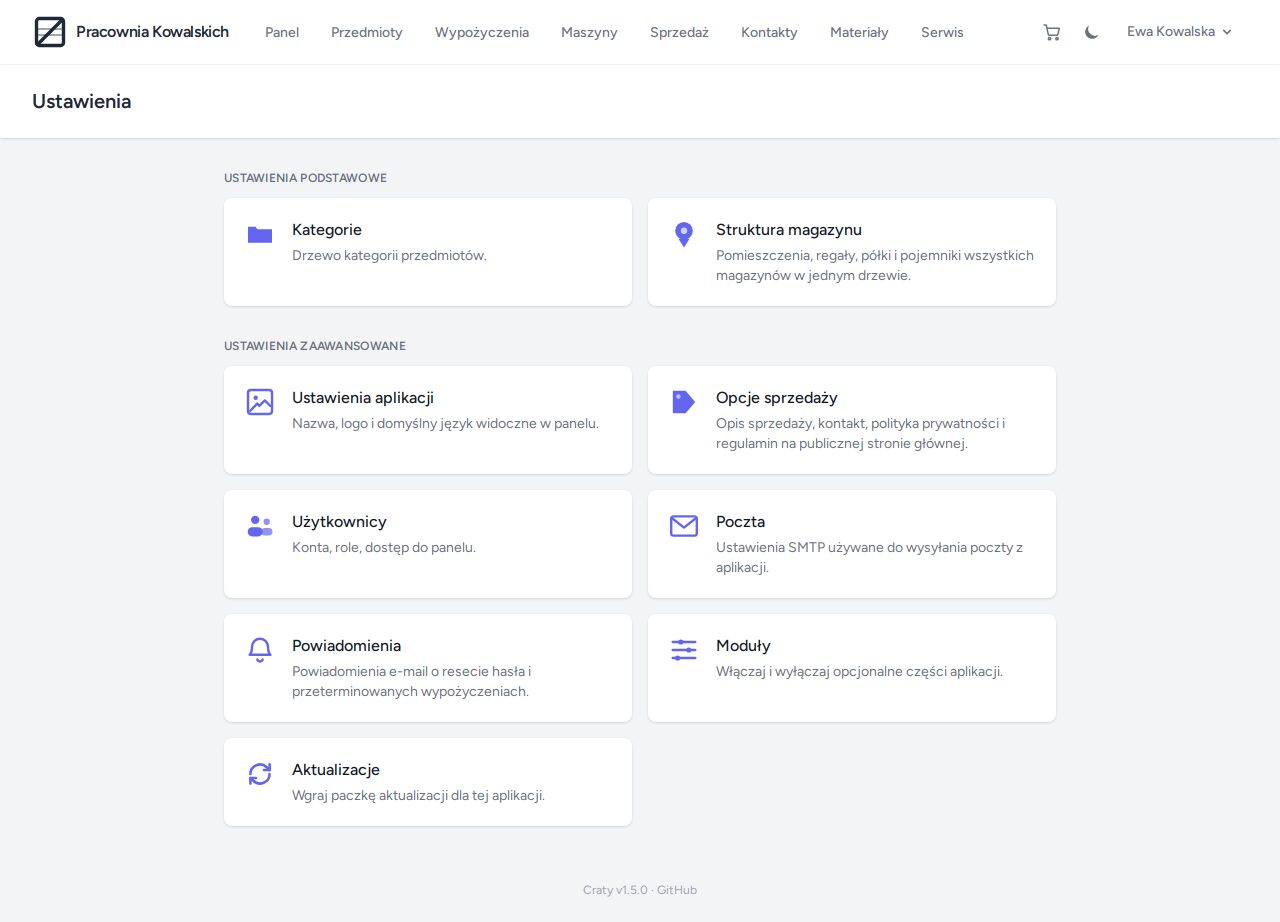 Pracownia Kowalskich
Panel
Przedmioty
Wypożyczenia
Maszyny
Sprzedaż
Kontakty
Materiały
Serwis
Ewa Kowalska
Ustawienia
USTAWIENIA PODSTAWOWE
Kategorie
Drzewo kategorii przedmiotów.
Struktura magazynu
Pomieszczenia, regały, półki i pojemniki wszystkich
magazynów w jednym drzewie.
USTAWIENIA ZAAWANSOWANE
Ustawienia aplikacji
Nazwa, logo i domyślny język widoczne w panelu.
Opcje sprzedaży
Opis sprzedaży, kontakt, polityka prywatności i
regulamin na publicznej stronie głównej.
Użytkownicy
Konta, role, dostęp do panelu.
Poczta
Ustawienia SMTP używane do wysyłania poczty z
aplikacji.
Powiadomienia
Powiadomienia e-mail o resecie hasła i
przeterminowanych wypożyczeniach.
Moduły
Włączaj i wyłączaj opcjonalne części aplikacji.
Aktualizacje
Wgraj paczkę aktualizacji dla tej aplikacji.
Craty v1.5.0 · GitHub